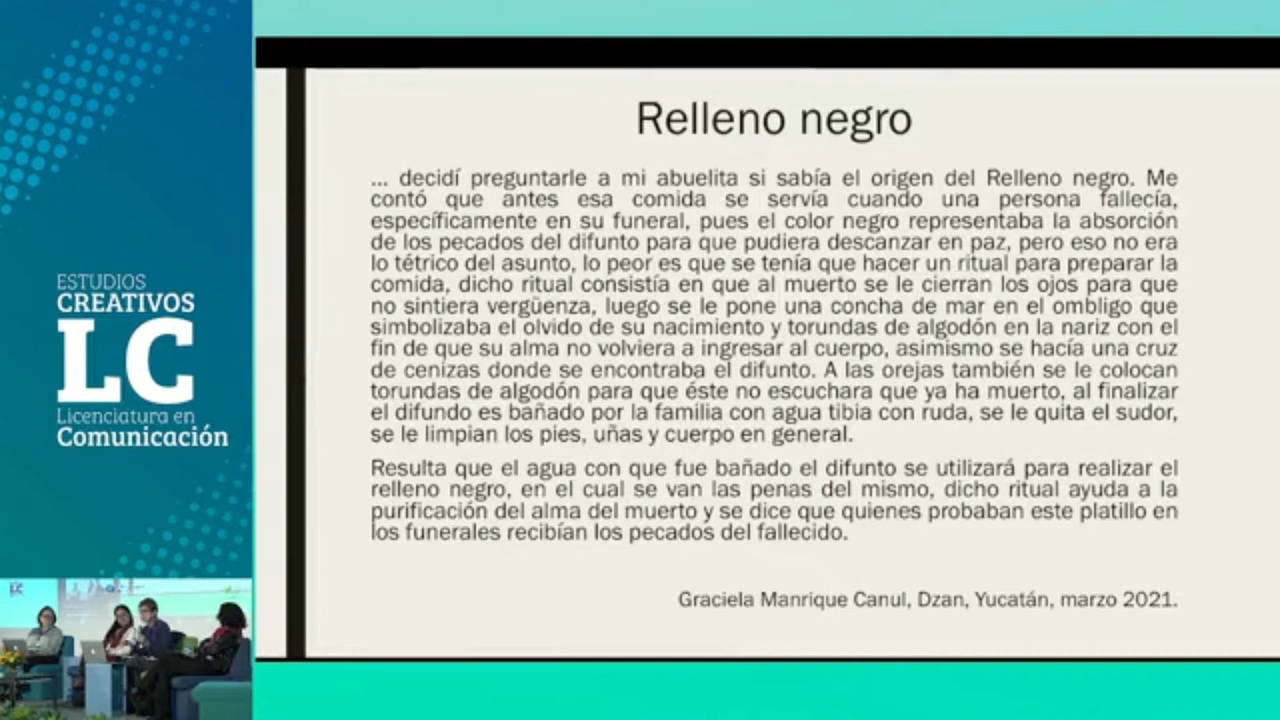 ESTUDIOS
CREATIVOS
LC
Licenciatura en
Comunicación
Relleno negro
... decidí preguntarle a mi abuelita si sabía el origen del Relleno negro. Me
contó que antes esa comida se servía cuando una persona fallecía,
específicamente en su funeral, pues el color negro representaba la absorción
de los pecados del difunto para que pudiera descanzar en paz, pero eso no era
lo tétrico del asunto, lo peor es que se tenía que hacer un ritual para preparar la
comida, dicho ritual consistía en que al muerto se le cierran los ojos para que
no sintiera vergüenza, luego se le pone una concha de mar en el ombligo que
simbolizaba el olvido de su nacimiento y torundas de algodón en la nariz con el
fin de que su alma no volviera a ingresar al cuerpo, asimismo se hacía una cruz
de cenizas donde se encontraba el difunto. A las orejas también se le colocan
torundas de algodón para que éste no escuchara que ya ha muerto, al finalizar
el difundo es bañado por la familia con agua tibia con ruda, se le quita el sudor,
se le limpian los pies, uñas y cuerpo en general.
Resulta que el agua con que fue bañado el difunto se utilizará para realizar el
relleno negro, en el cual se van las penas del mismo, dicho ritual ayuda a la
purificación del alma del muerto y se dice que quienes probaban este platillo en
los funerales recibían los pecados del fallecido.
Graciela Manrique Canul, Dzan, Yucatán, marzo 2021.